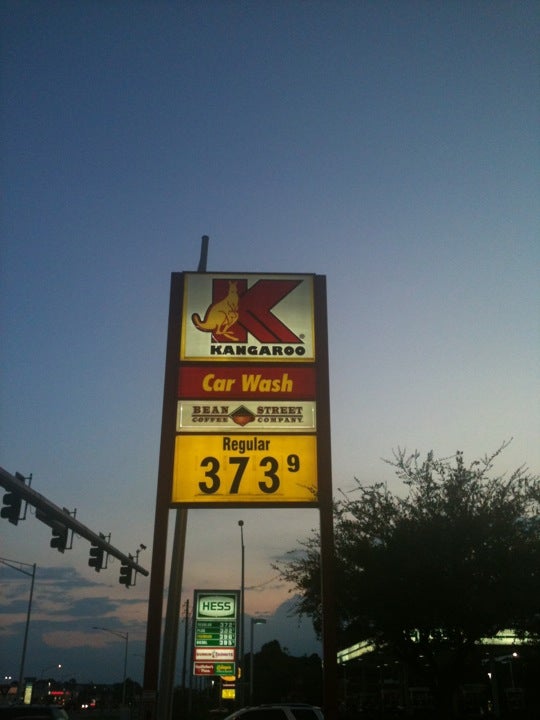 K
KANGAROO
Car Wash
BEAN STREET
COFFEE COMPANY
Regular
373 9
HESS